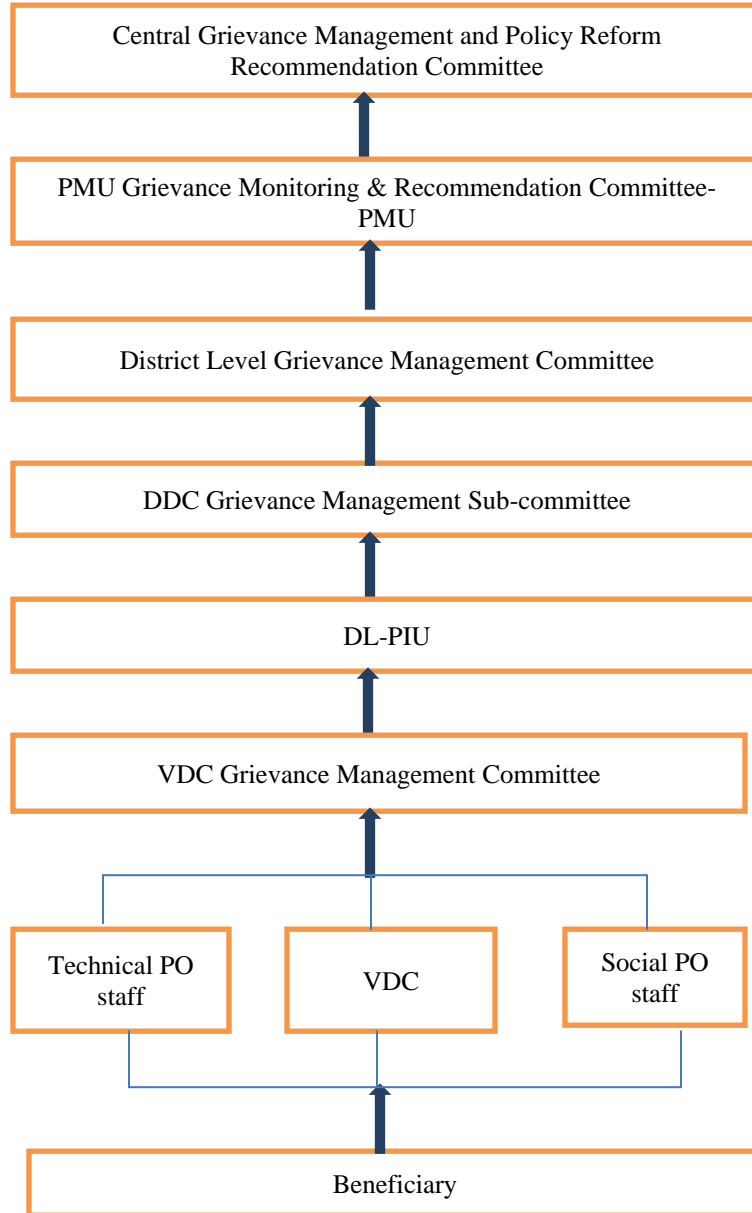 Central Grievance Management and Policy Reform
Recommendation Committee
PMU Grievance Monitoring & Recommendation Committee-
PMU
District Level Grievance Management Committee
DDC Grievance Management Sub-committee
DL-PIU
VDC Grievance Management Committee
Technical PO
staff
VDC
Social PO
staff
Beneficiary